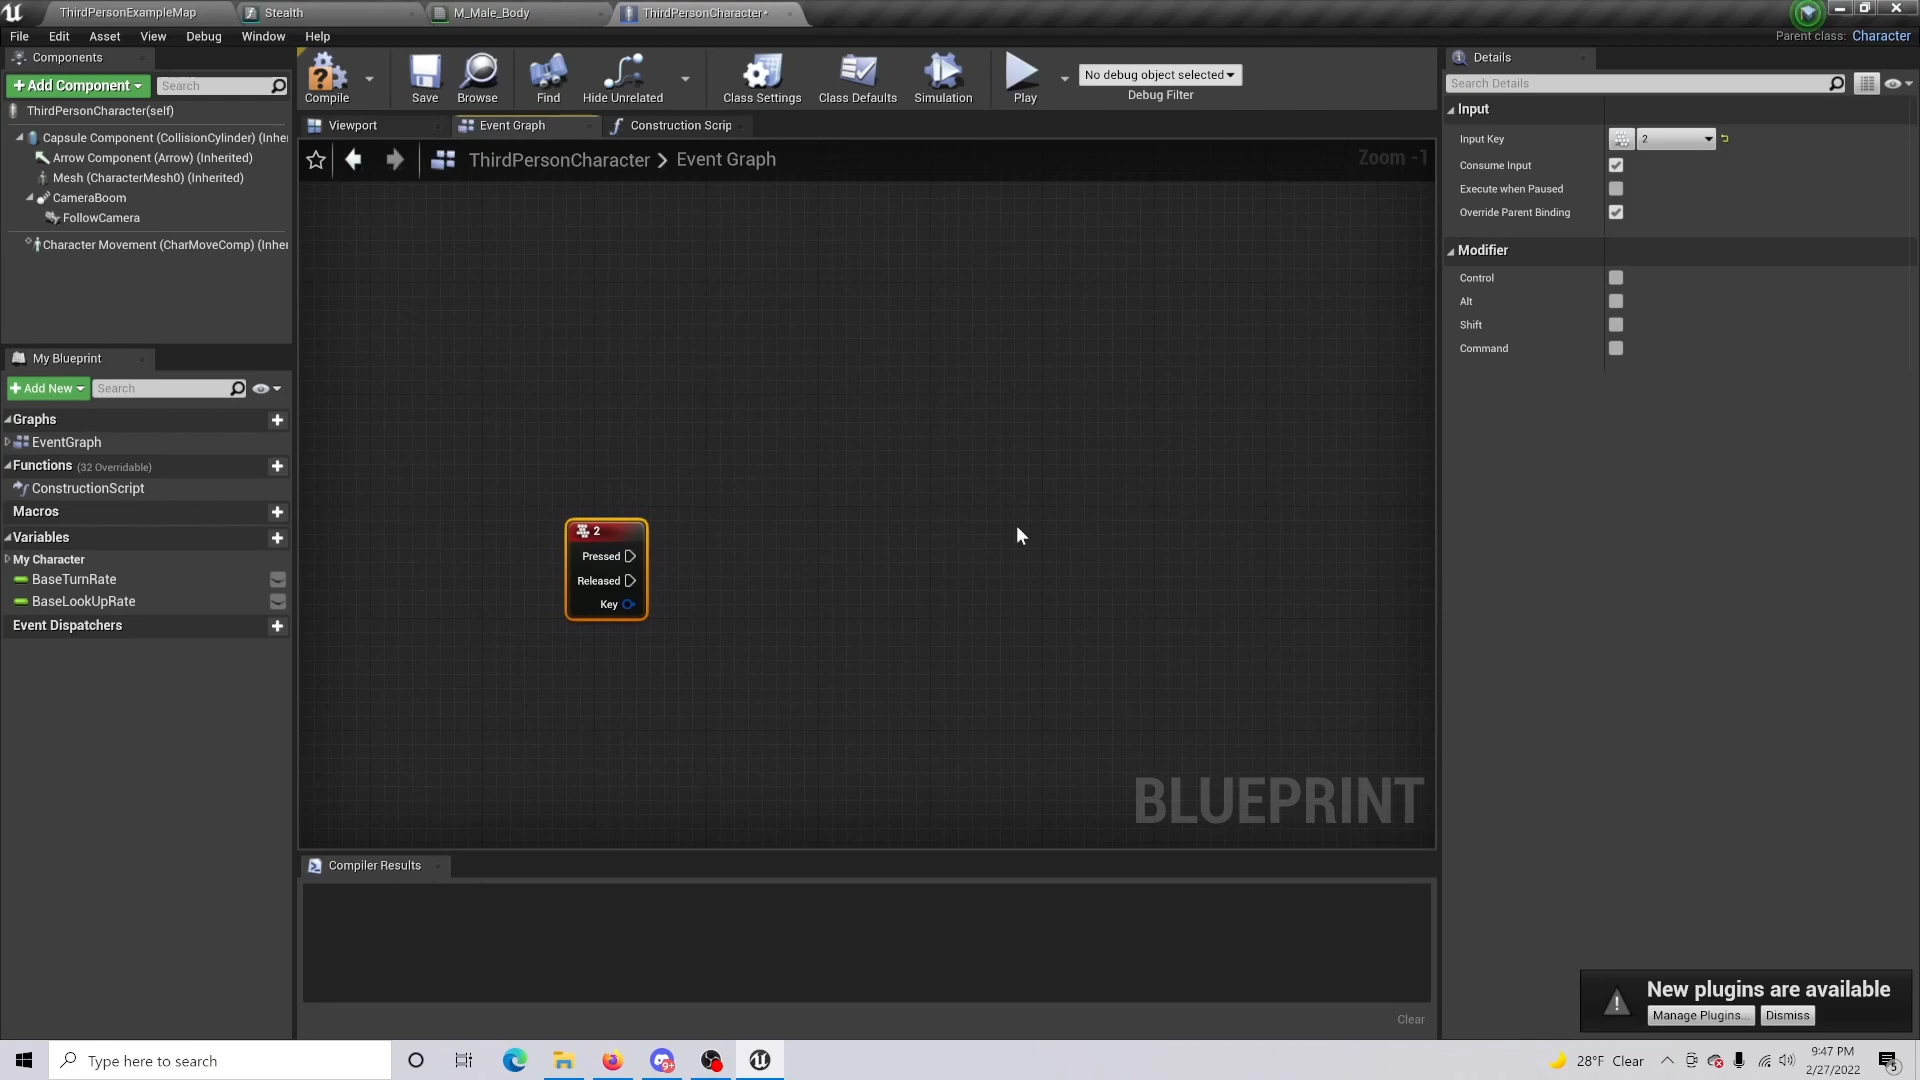 ThirdPersonExampleMap
Stealth
M_Male_Body
ThirdPersonCharacter*
File Edit Asset View Debug Window Help
Parent class: Character
Components
+ Add Component
Search
ThirdPersonCharacter(self)
Capsule Component (CollisionCylinder) (Inhe
Arrow Component (Arrow) (Inherited)
Mesh (CharacterMesh0) (Inherited)
CameraBoom
FollowCamera
Character Movement (CharMoveComp) (Inhe
Compile
Save
Browse
Find
Hide Unrelated
Class Settings
Class Defaults
Simulation
Play
No debug object selected
Debug Filter
Viewport
Event Graph
Construction Scrip
ThirdPersonCharacter > Event Graph
Zoom -1
My Blueprint
+ Add New
Search
Graphs
EventGraph
Functions (32 Overridable)
ConstructionScript
Macros
Variables
My Character
BaseTurnRate
BaseLookUpRate
Event Dispatchers
2
Pressed
Released
Key
BLUEPRINT
Compiler Results
Clear
Details
Search Details
Input
Input Key 2
Consume Input
Execute when Paused
Override Parent Binding
Modifier
Control
Alt
Shift
Command
New plugins are available
Manage Plugins...
Dismiss
Type here to search
9+
28°F Clear
9:47 PM
2/27/2022
5